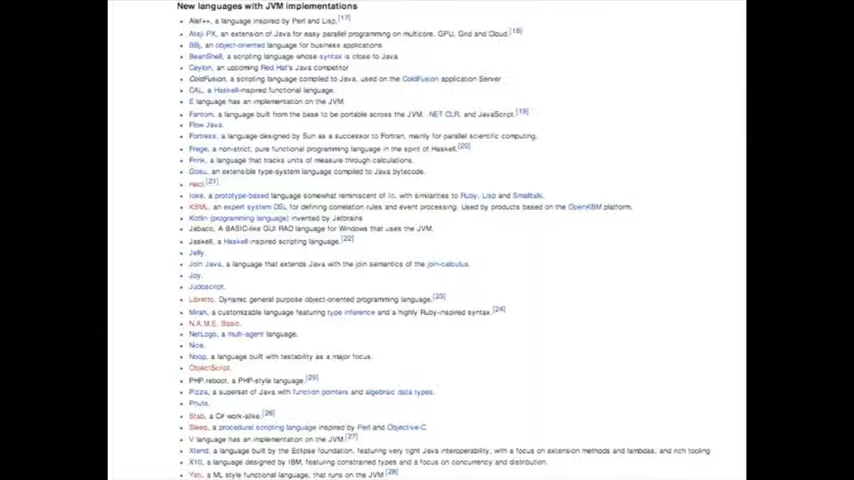 New languages with JVM implementations
Alef++, a language inspired by Perl and Lisp.[17]
Ateji PX, an extension of Java for easy parallel programming on multicore, GPU, Grid and Cloud.[18]
BBj, an object-oriented language for business applications
BeanShell, a scripting language whose syntax is close to Java
Ceylon, an upcoming Red Hat's Java competitor
ColdFusion, a scripting language compiled to Java, used on the ColdFusion application Server
CAL, a Haskell-inspired functional language.
E language has an implementation on the JVM.
Fantom, a language built from the base to be portable across the JVM, .NET CLR, and JavaScript.[19]
Flow Java.
Fortress, a language designed by Sun as a successor to Fortran, mainly for parallel scientific computing.
Frege, a non-strict, pure functional programming language in the spirit of Haskell.[20]
Frink, a language that tracks units of measure through calculations.
Gosu, an extensible type-system language compiled to Java bytecode.
Hecl.[21]
Ioke, a prototype-based language somewhat reminiscent of Io, with similarities to Ruby, Lisp and Smalltalk.
KBML, an expert system DSL for defining correlation rules and event processing. Used by products based on the OpenKBM platform.
Kotlin (programming language) invented by Jetbrains
Jabaco, A BASIC-like GUI RAD language for Windows that uses the JVM.
Jaskell, a Haskell inspired scripting language.[22]
Jelly.
Join Java, a language that extends Java with the join semantics of the join-calculus.
Joy.
Judoscript.
Libretto, Dynamic general purpose object-oriented programming language.[23]
Mirah, a customizable language featuring type inference and a highly Ruby-inspired syntax.[24]
N.A.M.E. Basic.
NetLogo, a multi-agent language.
Nice.
Noop, a language built with testability as a major focus.
ObjectScript.
PHP.reboot, a PHP-style language.[25]
Pizza, a superset of Java with function pointers and algebraic data types.
Pnuts.
Stab, a C# work-alike.[26]
Sleep, a procedural scripting language inspired by Perl and Objective-C
V language has an implementation on the JVM.[27]
Xtend, a language built by the Eclipse foundation, featuring very tight Java interoperability, with a focus on extension methods and lambdas, and rich tooling
X10, a language designed by IBM, featuring constrained types and a focus on concurrency and distribution.
Yeti, a ML style functional language, that runs on the JVM.[28]